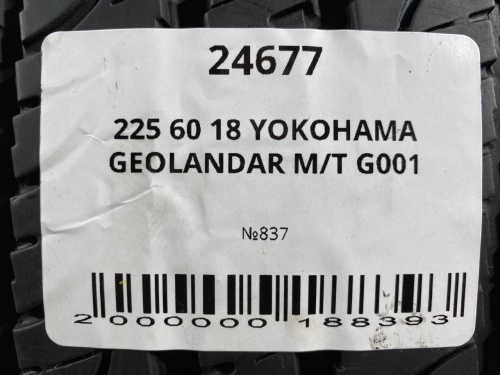 24677
225 60 18 YOKOHAMA
GEOLANDAR M/T G001
№837
2 000000 188393